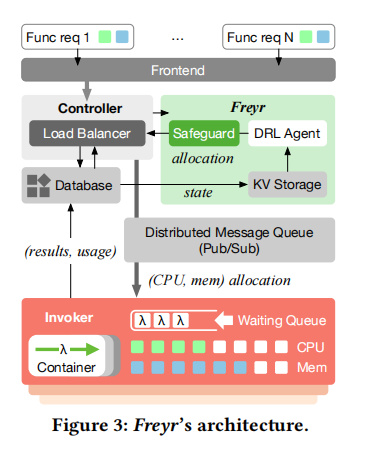 Func req 1
...
Func req N
Frontend
Controller
Freyr
Load Balancer
Safeguard
DRL Agent
allocation
Database
state
KV Storage
Distributed Message Queue
(Pub/Sub)
(results, usage)
(CPU, mem) allocation
Invoker
λ λ λ
Waiting Queue
λ
Container
CPU
Mem
Figure 3: Freyr’s architecture.